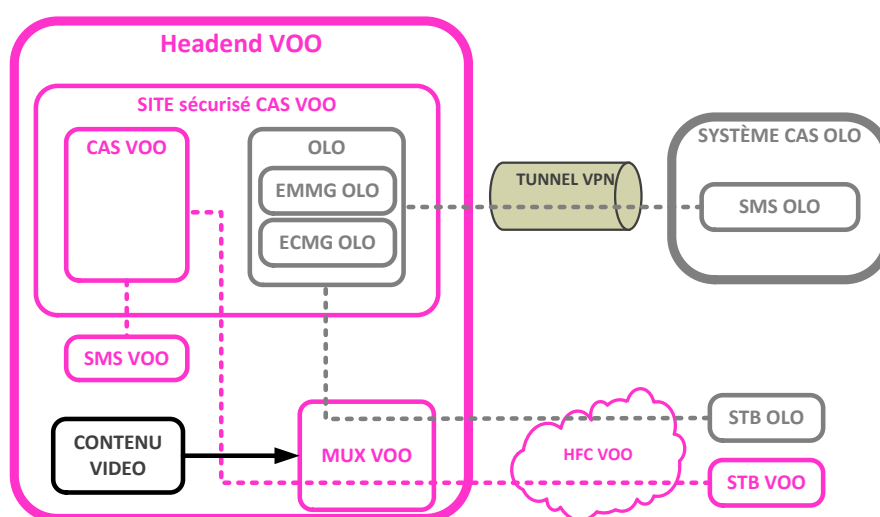 Headend VOO
SITE sécurisé CAS VOO
CAS VOO
OLO
EMMG OLO
ECMG OLO
TUNNEL VPN
SYSTÈME CAS OLO
SMS OLO
SMS VOO
CONTENU
VIDEO
MUX VOO
HFC VOO
STB OLO
STB VOO